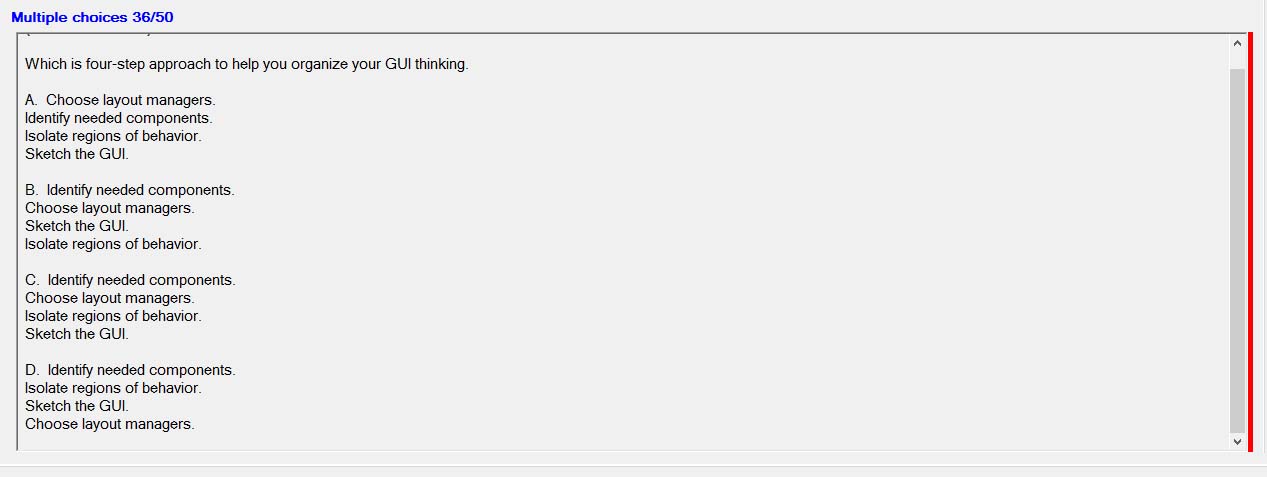 Multiple choices 36/50
Which is four-step approach to help you organize your GUI thinking.
A. Choose layout managers.
Identify needed components.
Isolate regions of behavior.
Sketch the GUI.
B. Identify needed components.
Choose layout managers.
Sketch the GUI.
Isolate regions of behavior.
C. Identify needed components.
Choose layout managers.
Isolate regions of behavior.
Sketch the GUI.
D. Identify needed components.
Isolate regions of behavior.
Sketch the GUI.
Choose layout managers.